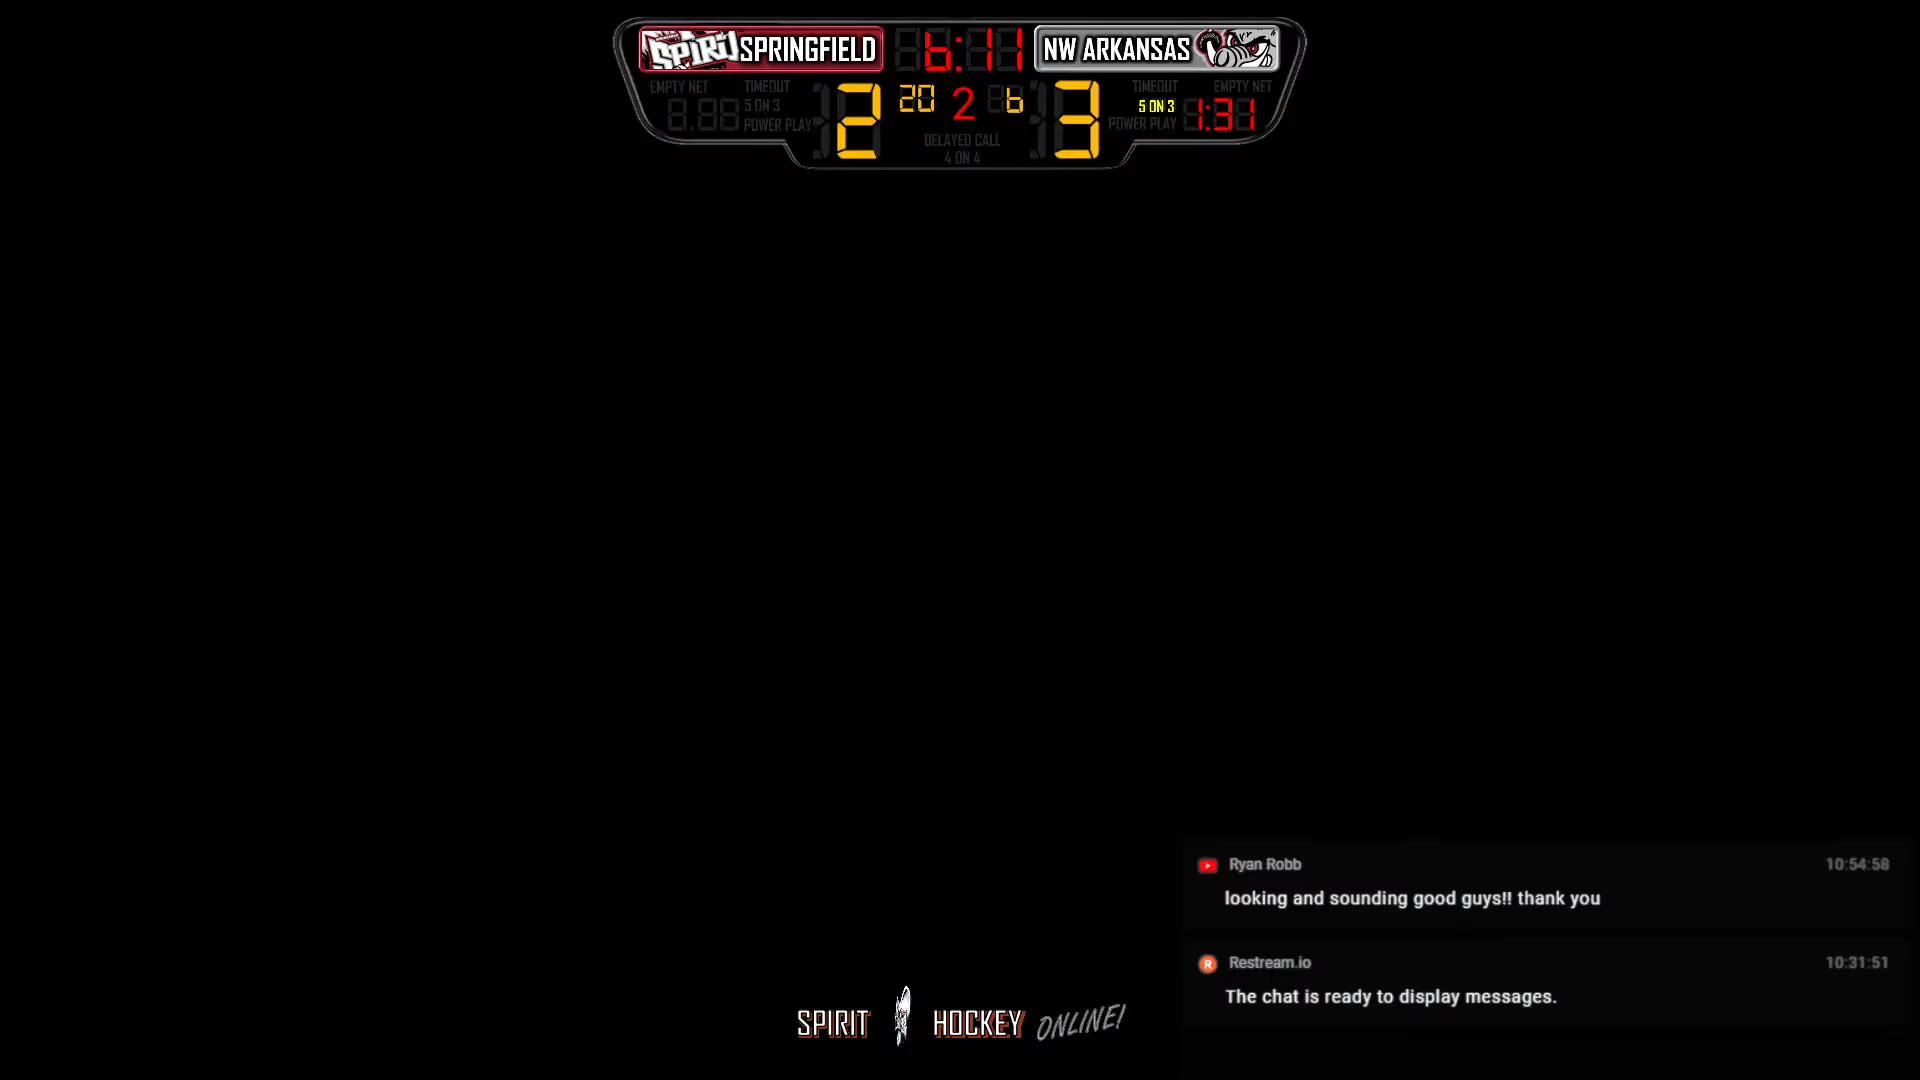 SPIRIT SPRINGFIELD 6:11 NW ARKANSAS
EMPTY NET TIMEOUT TIMEOUT EMPTY NET
5 ON 3 2 20 2 6 3 5 ON 3 1:31
POWER PLAY POWER PLAY
DELAYED CALL
4 ON 4
Ryan Robb 10:54:58
looking and sounding good guys!! thank you
Restream.io 10:31:51
The chat is ready to display messages.
SPIRIT HOCKEY ONLINE!